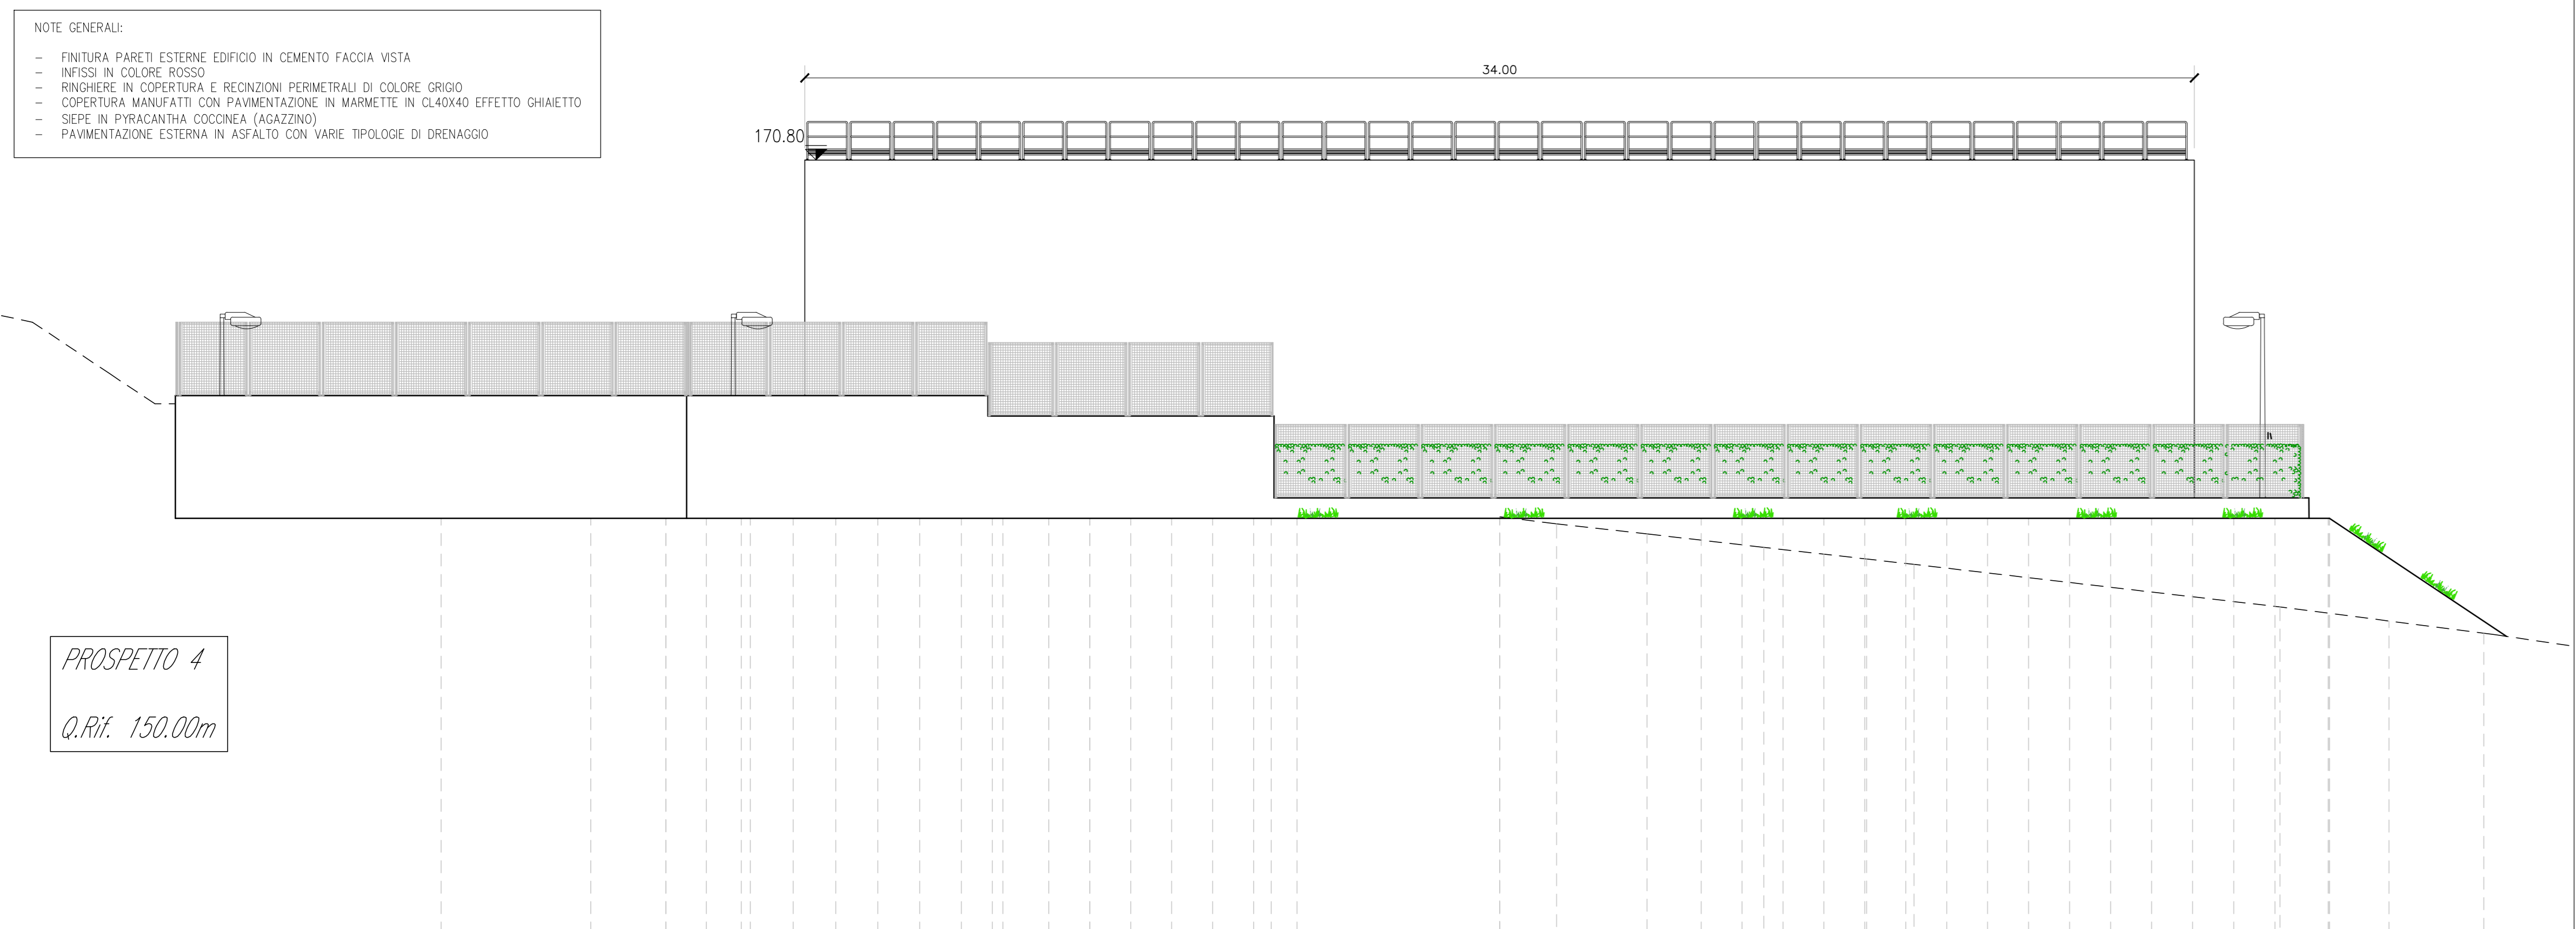 NOTE GENERALI:
- FINITURA PARETI ESTERNE EDIFICIO IN CEMENTO FACCIA VISTA
- INFISSI IN COLORE ROSSO
- RINGHIERE IN COPERTURA E RECINZIONI PERIMETRALI DI COLORE GRIGIO
- COPERTURA MANUFATTI CON PAVIMENTAZIONE IN MARMETTE IN CL40X40 EFFETTO GHIAIETTO
- SIEPE IN PYRACANTHA COCCINEA (AGAZZINO)
- PAVIMENTAZIONE ESTERNA IN ASFALTO CON VARIE TIPOLOGIE DI DRENAGGIO
34.00
170.80
PROSPETTO 4
Q.Rif. 150.00m